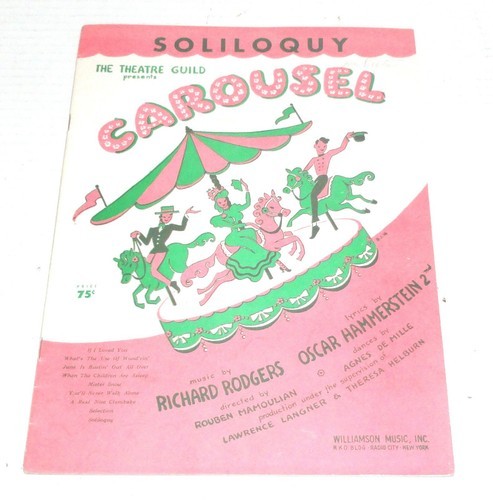 SOLILOQUY
THE THEATRE GUILD
presents
CAROUSEL
PRICE
75¢
If I Loved You
What's The Use Of Wond'rin'
June Is Bustin' Out All Over
When The Children Are Asleep
Mister Snow
You'll Never Walk Alone
A Real Nice Clambake
Soliloquy
music by
RICHARD RODGERS
lyrics by
OSCAR HAMMERSTEIN 2nd
directed by
ROUBEN MAMOULIAN
dances by
AGNES DE MILLE
production under the supervision of
LAWRENCE LANGNER & THERESA HELBURN
WILLIAMSON MUSIC, INC.
RKO BLDG · RADIO CITY · NEW YORK